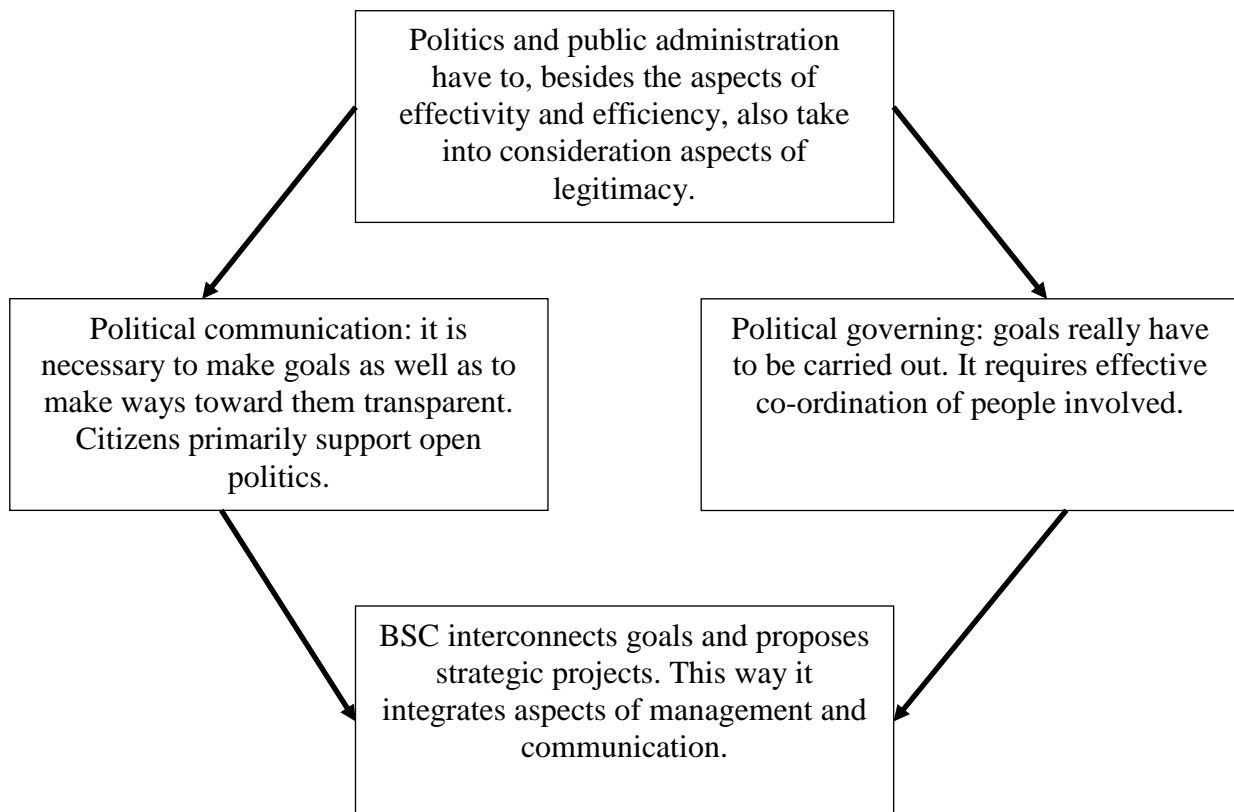 Politics and public administration
have to, besides the aspects of
effectivity and efficiency, also take
into consideration aspects of
legitimacy.
Political communication: it is
necessary to make goals as well as to
make ways toward them transparent.
Citizens primarily support open
politics.
Political governing: goals really have
to be carried out. It requires effective
co-ordination of people involved.
BSC interconnects goals and proposes
strategic projects. This way it
integrates aspects of management and
communication.